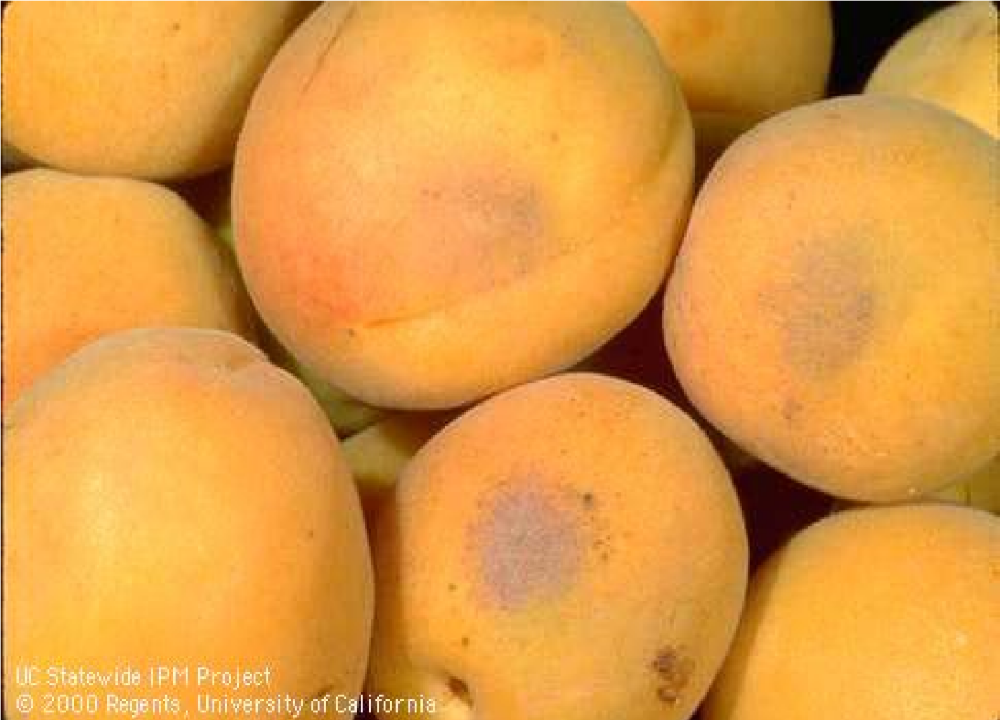 UC Statewide IPM Project
© 2000 Regents, University of California